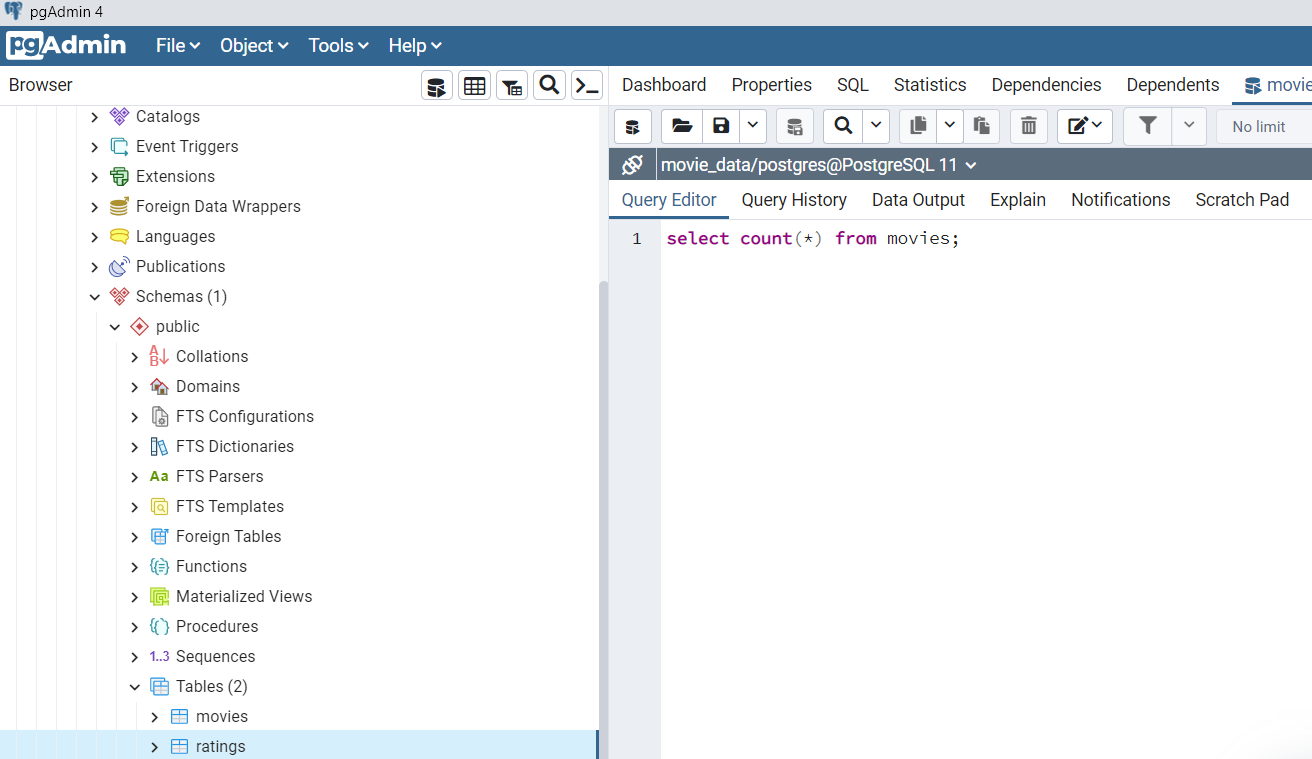 pgAdmin 4
pgAdmin File Object Tools Help
Browser
Dashboard Properties SQL Statistics Dependencies Dependents movie
No limit
movie_data/postgres@PostgreSQL 11
Query Editor Query History Data Output Explain Notifications Scratch Pad
1 select count(*) from movies;
Catalogs
Event Triggers
Extensions
Foreign Data Wrappers
Languages
Publications
Schemas (1)
public
Collations
Domains
FTS Configurations
FTS Dictionaries
Aa FTS Parsers
FTS Templates
Foreign Tables
Functions
Materialized Views
Procedures
1..3 Sequences
Tables (2)
movies
ratings